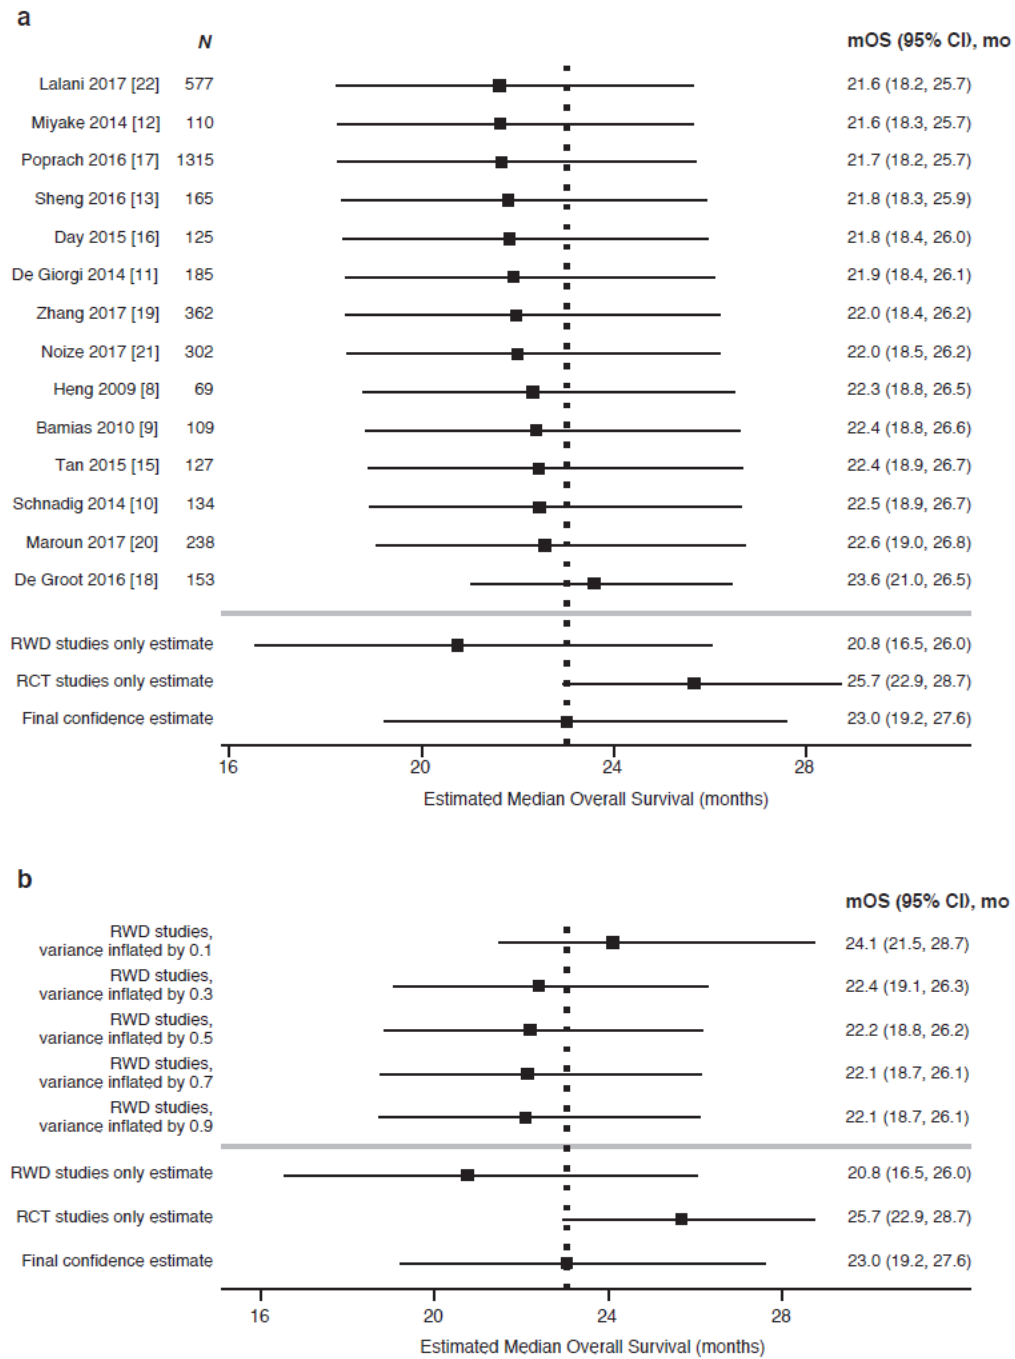 a
N mOS (95% CI), mo
Lalani 2017 [22] 577 21.6 (18.2, 25.7)
Miyake 2014 [12] 110 21.6 (18.3, 25.7)
Poprach 2016 [17] 1315 21.7 (18.2, 25.7)
Sheng 2016 [13] 165 21.8 (18.3, 25.9)
Day 2015 [16] 125 21.8 (18.4, 26.0)
De Giorgi 2014 [11] 185 21.9 (18.4, 26.1)
Zhang 2017 [19] 362 22.0 (18.4, 26.2)
Noize 2017 [21] 302 22.0 (18.5, 26.2)
Heng 2009 [8] 69 22.3 (18.8, 26.5)
Bamias 2010 [9] 109 22.4 (18.8, 26.6)
Tan 2015 [15] 127 22.4 (18.9, 26.7)
Schnadig 2014 [10] 134 22.5 (18.9, 26.7)
Maroun 2017 [20] 238 22.6 (19.0, 26.8)
De Groot 2016 [18] 153 23.6 (21.0, 26.5)
RWD studies only estimate 20.8 (16.5, 26.0)
RCT studies only estimate 25.7 (22.9, 28.7)
Final confidence estimate 23.0 (19.2, 27.6)
16 20 24 28
Estimated Median Overall Survival (months)
b
mOS (95% CI), mo
RWD studies,
variance inflated by 0.1 24.1 (21.5, 28.7)
RWD studies,
variance inflated by 0.3 22.4 (19.1, 26.3)
RWD studies,
variance inflated by 0.5 22.2 (18.8, 26.2)
RWD studies,
variance inflated by 0.7 22.1 (18.7, 26.1)
RWD studies,
variance inflated by 0.9 22.1 (18.7, 26.1)
RWD studies only estimate 20.8 (16.5, 26.0)
RCT studies only estimate 25.7 (22.9, 28.7)
Final confidence estimate 23.0 (19.2, 27.6)
16 20 24 28
Estimated Median Overall Survival (months)